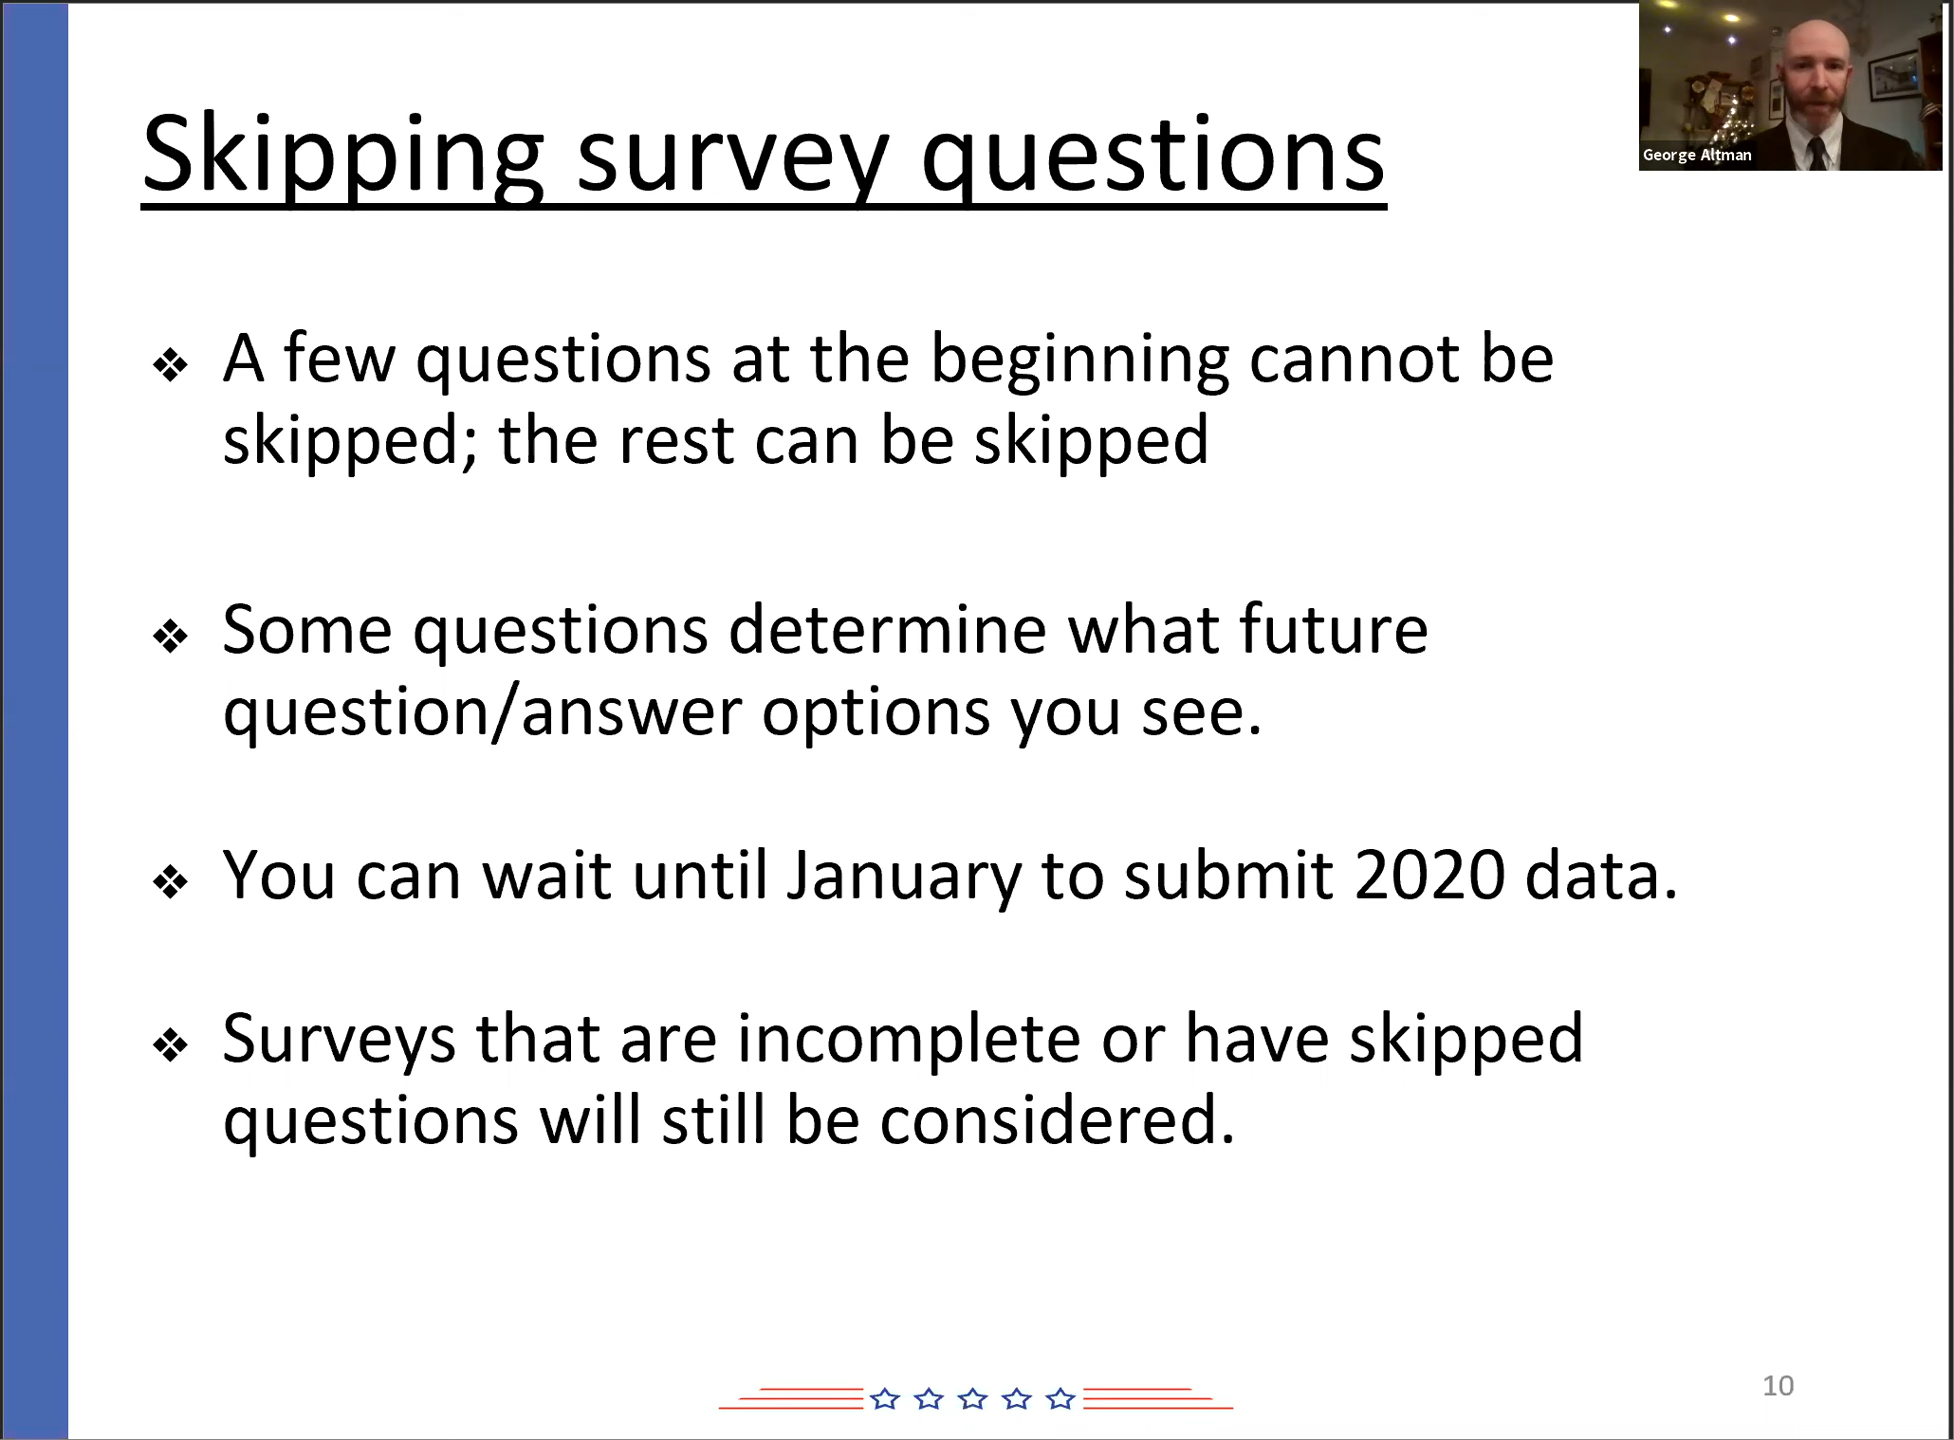 Skipping survey questions
George Altman
❖ A few questions at the beginning cannot be
skipped; the rest can be skipped
❖ Some questions determine what future
question/answer options you see.
❖ You can wait until January to submit 2020 data.
❖ Surveys that are incomplete or have skipped
questions will still be considered.
10